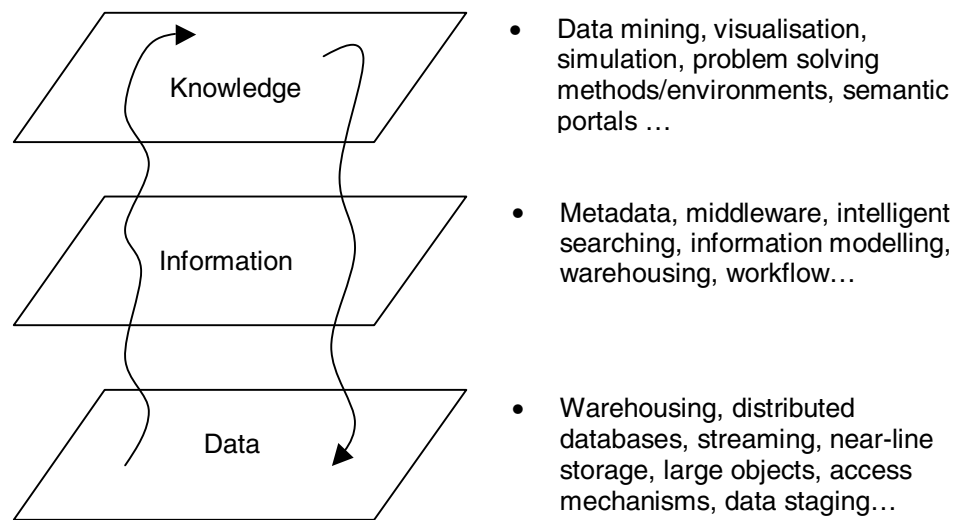 Knowledge
• Data mining, visualisation,
simulation, problem solving
methods/environments, semantic
portals …
Information
• Metadata, middleware, intelligent
searching, information modelling,
warehousing, workflow…
Data
• Warehousing, distributed
databases, streaming, near-line
storage, large objects, access
mechanisms, data staging…